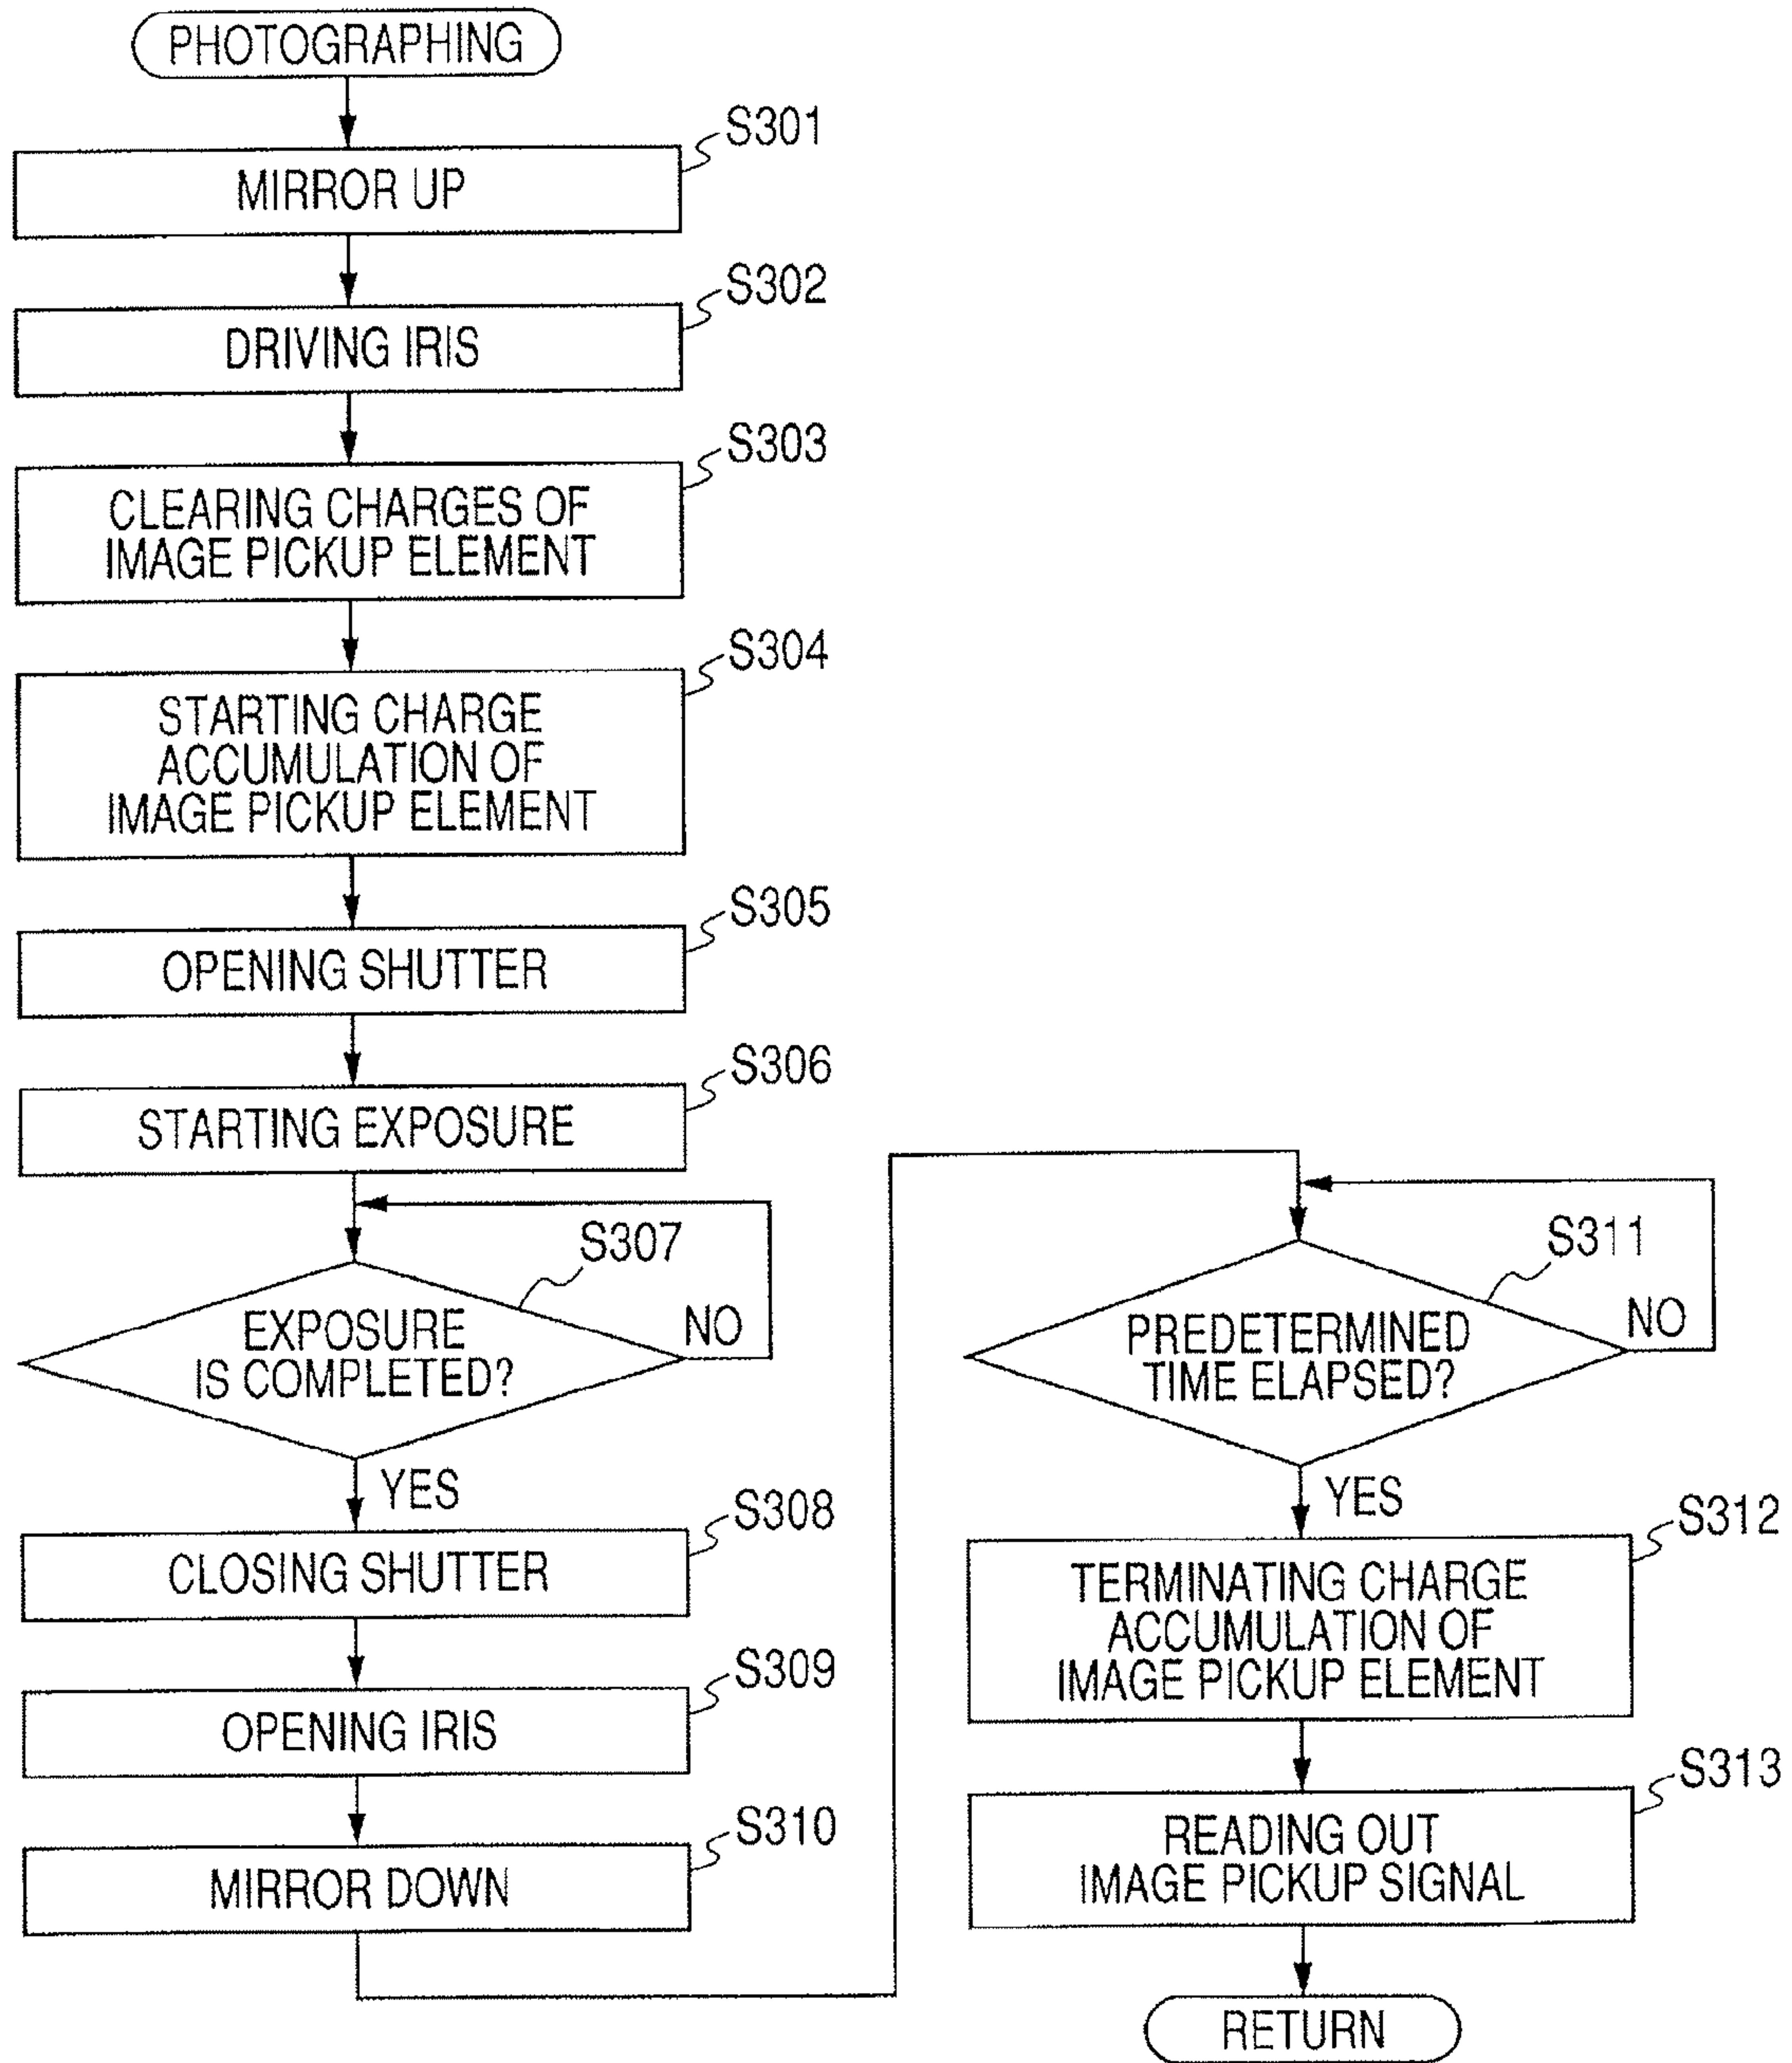 PHOTOGRAPHING
S301
MIRROR UP
S302
DRIVING IRIS
S303
CLEARING CHARGES OF
IMAGE PICKUP ELEMENT
S304
STARTING CHARGE
ACCUMULATION OF
IMAGE PICKUP ELEMENT
S305
OPENING SHUTTER
S306
STARTING EXPOSURE
S307
EXPOSURE
IS COMPLETED?
NO
YES
S308
CLOSING SHUTTER
S309
OPENING IRIS
S310
MIRROR DOWN
S311
PREDETERMINED
TIME ELAPSED?
NO
YES
S312
TERMINATING CHARGE
ACCUMULATION OF
IMAGE PICKUP ELEMENT
S313
READING OUT
IMAGE PICKUP SIGNAL
RETURN